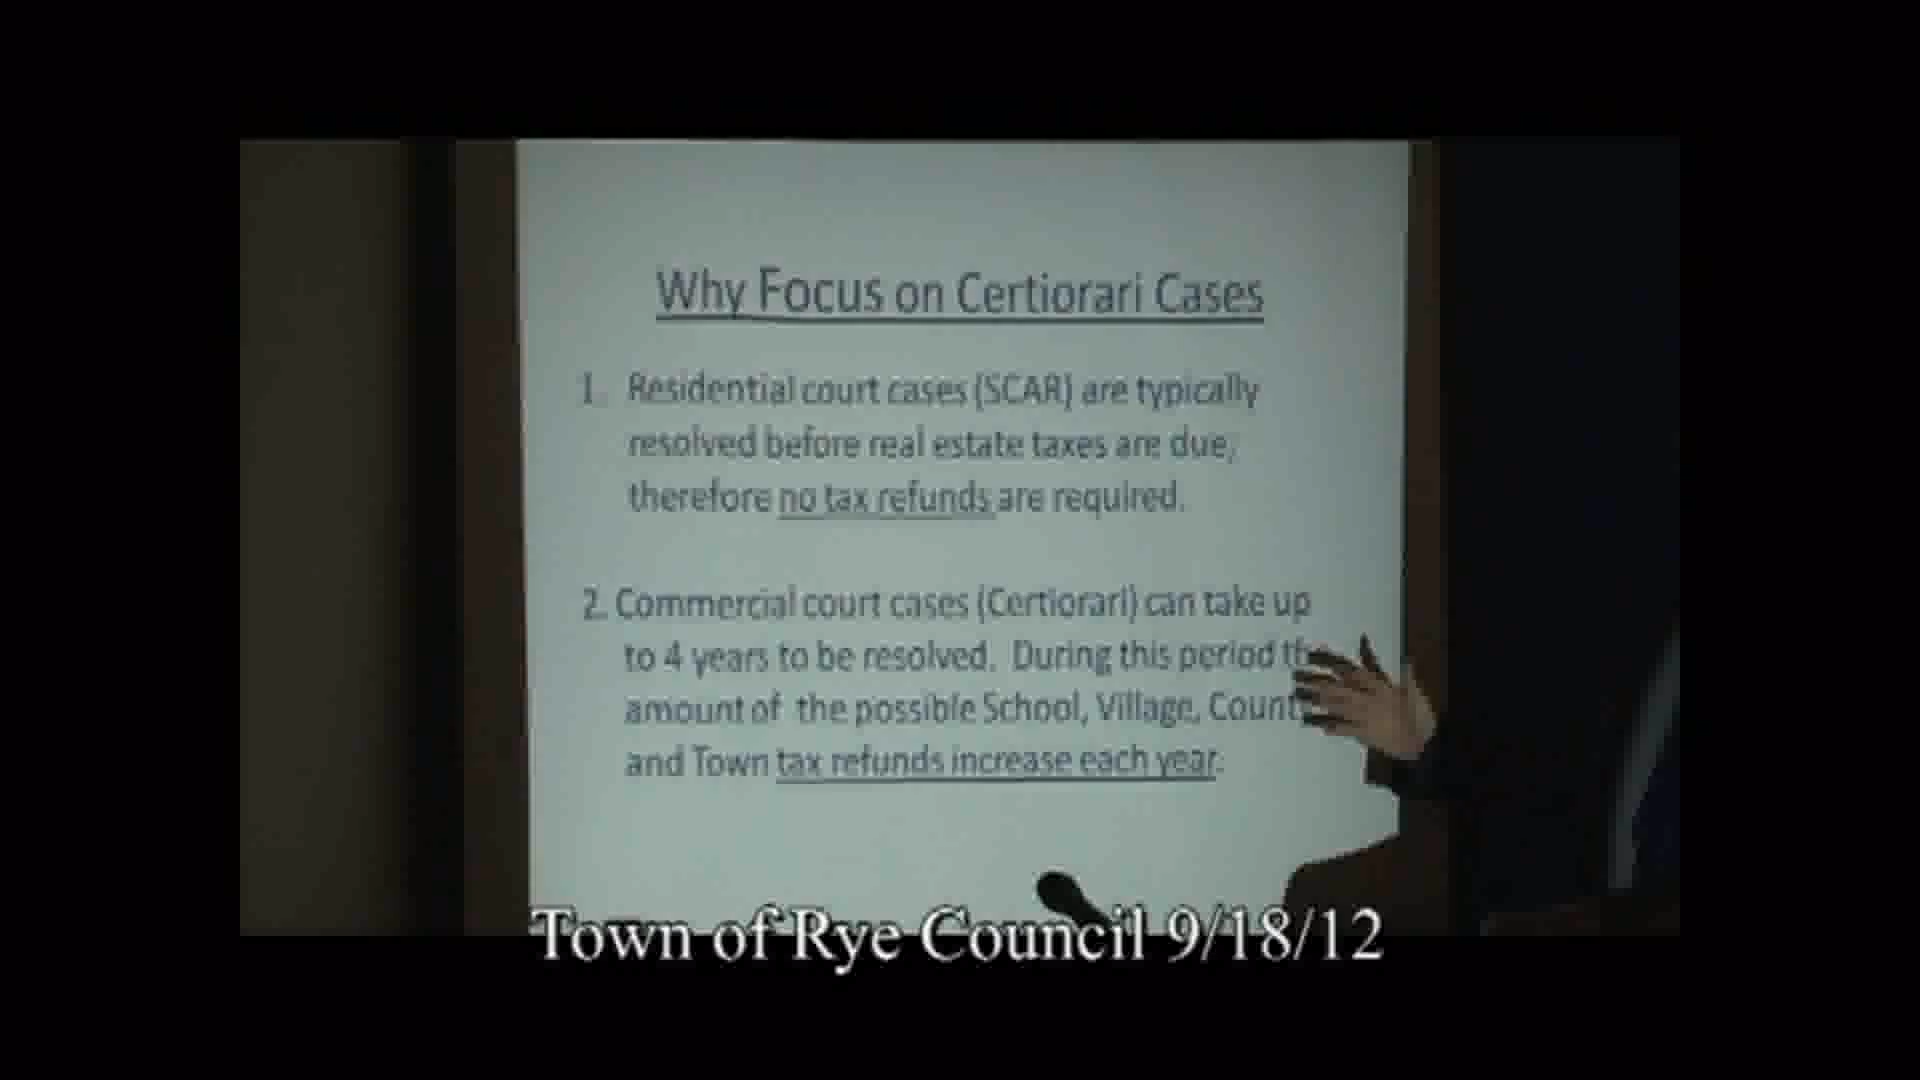 Why Focus on Certiorari Cases
1. Residential court cases (SCAR) are typically
resolved before real estate taxes are due,
therefore no tax refunds are required.
2. Commercial court cases (Certiorari) can take up
to 4 years to be resolved. During this period
amount of the possible School, Village,
and Town tax refunds increase each year.
Town of Rye Council 9/18/12